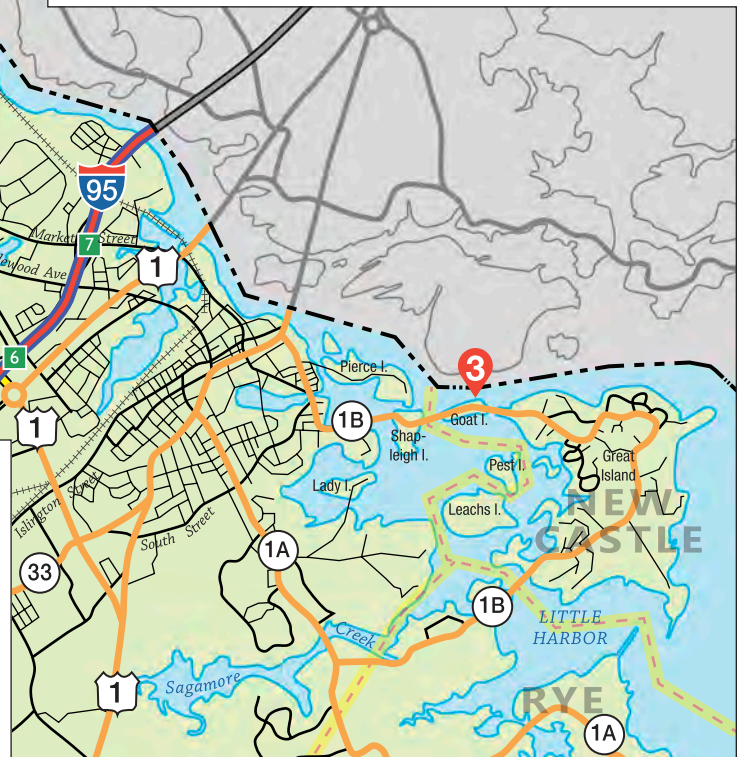 95
Market Street
7
1
lewood Ave
6
3
Pierce I.
1
1B
Goat I.
Shap-
leigh I.
Great
Island
Pest I.
Lady I.
Leachs I.
NEW
CASTLE
Islington Street
South Street
1A
33
1B
LITTLE
HARBOR
Creek
Sagamore
1
RYE
1A